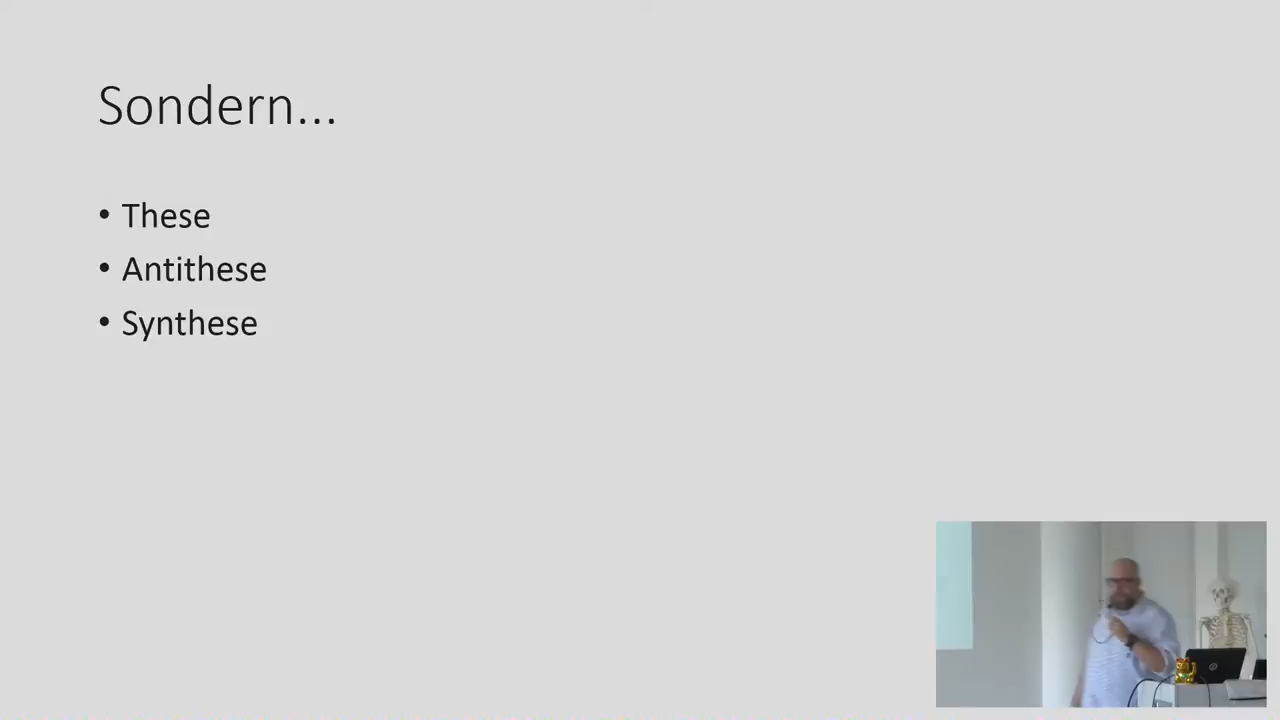 Sondern...
• These
• Antithese
• Synthese